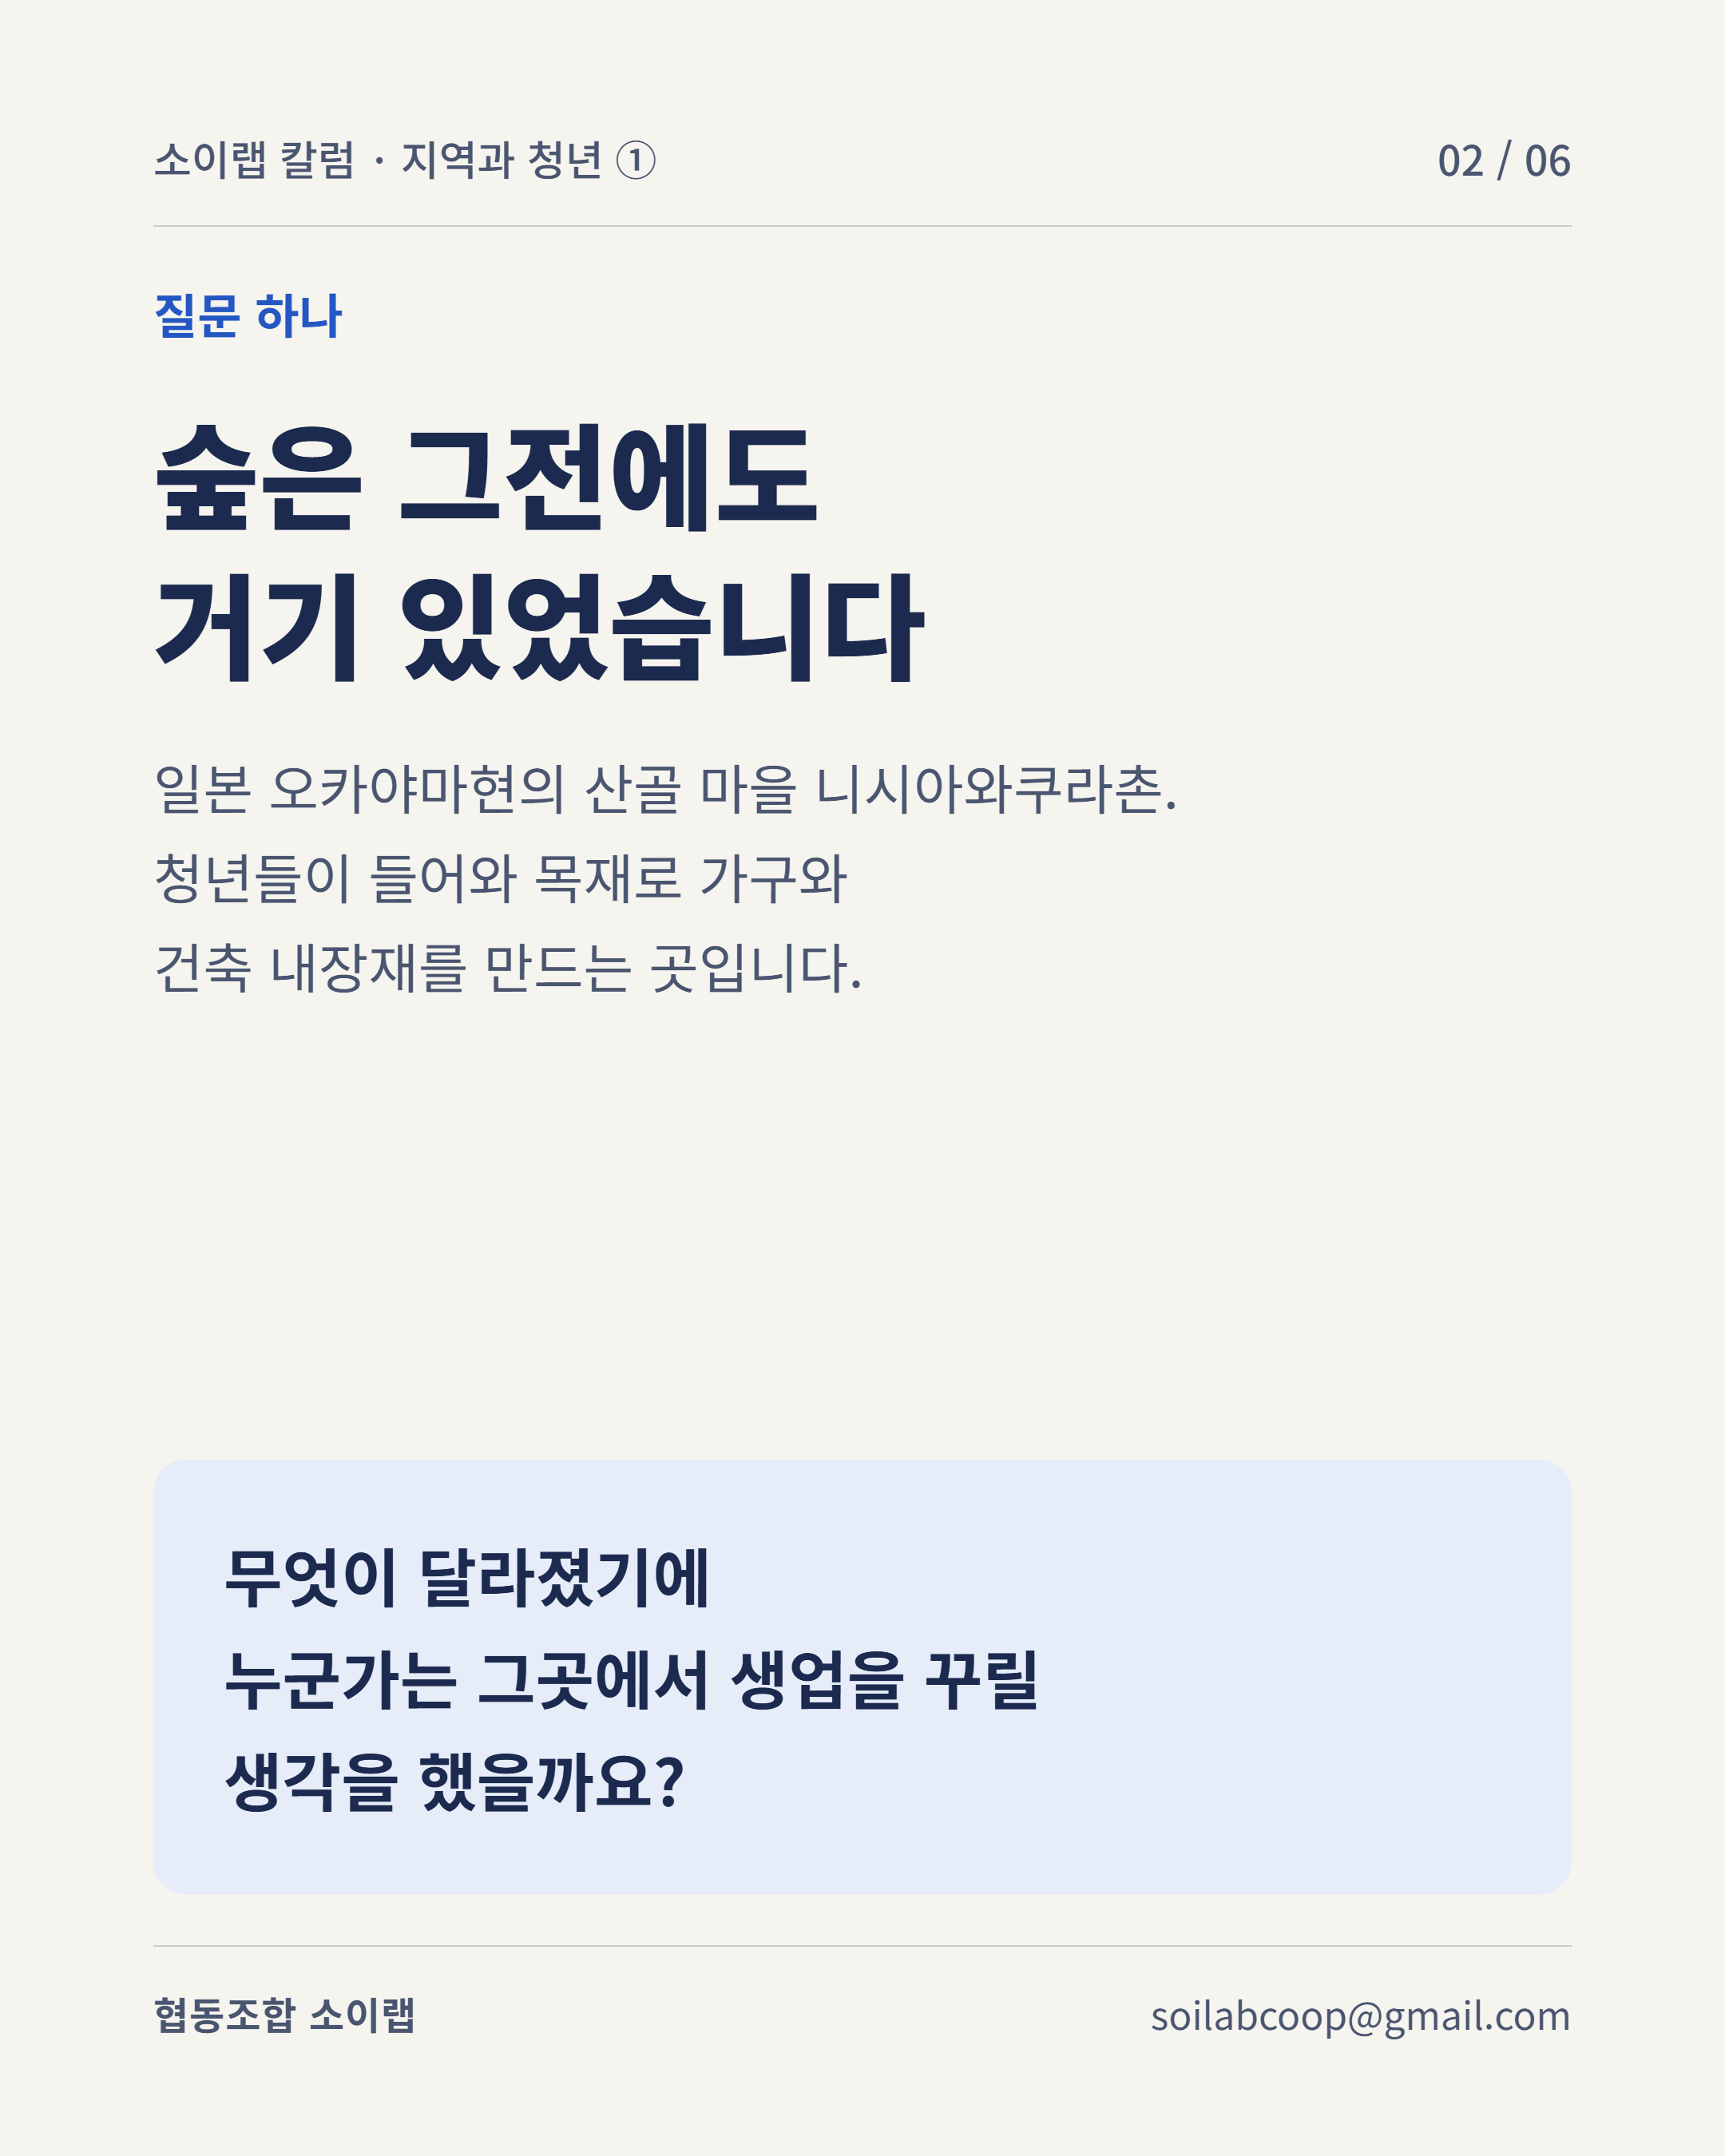 소이랩 칼럼 · 지역과 청년 ①
02 / 06
질문 하나
숲은 그전에도
거기 있었습니다
일본 오카야마현의 산골 마을 니시아와쿠라촌.
청년들이 들어와 목재로 가구와
건축 내장재를 만드는 곳입니다.
무엇이 달라졌기에
누군가는 그곳에서 생업을 꾸릴
생각을 했을까요?
협동조합 소이랩
soilabcoop@gmail.com